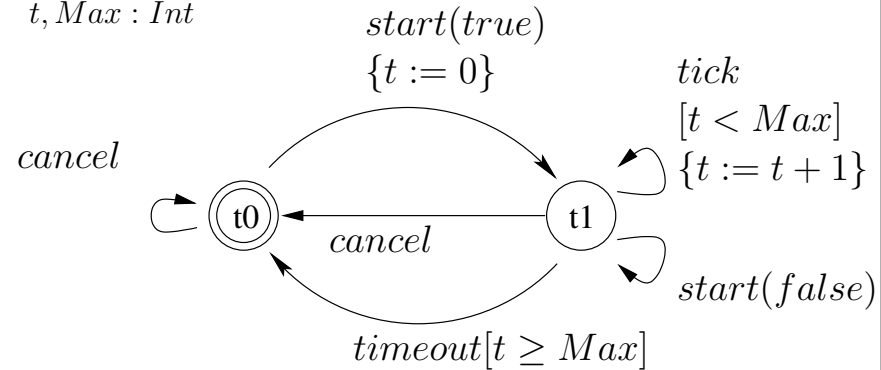 t, Max : Int
start(true)
{t := 0}
tick
[t < Max]
{t := t + 1}
cancel
t0
t1
cancel
start(false)
timeout[t ≥ Max]